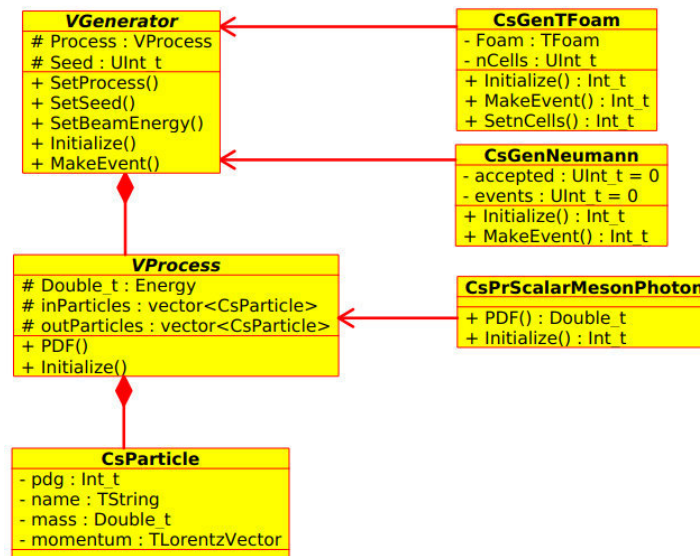 VGenerator
# Process : VProcess
# Seed : UInt_t
+ SetProcess()
+ SetSeed()
+ SetBeamEnergy()
+ Initialize()
+ MakeEvent()
CsGenTFoam
- Foam : TFoam
- nCells : UInt_t
+ Initialize() : Int_t
+ MakeEvent() : Int_t
+ SetnCells() : Int_t
CsGenNeumann
- accepted : UInt_t = 0
- events : UInt_t = 0
+ Initialize() : Int_t
+ MakeEvent() : Int_t
VProcess
# Double_t : Energy
# inParticles : vector<CsParticle>
# outParticles : vector<CsParticle>
+ PDF()
+ Initialize()
CsPrScalarMesonPhoton
+ PDF() : Double_t
+ Initialize() : Int_t
CsParticle
- pdg : Int_t
- name : TString
- mass : Double_t
- momentum : TLorentzVector